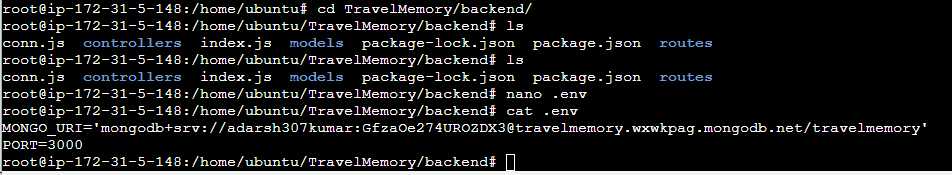 root@ip-172-31-5-148:/home/ubuntu# cd TravelMemory/backend/
root@ip-172-31-5-148:/home/ubuntu/TravelMemory/backend# ls
conn.js controllers index.js models package-lock.json package.json routes
root@ip-172-31-5-148:/home/ubuntu/TravelMemory/backend# ls
conn.js controllers index.js models package-lock.json package.json routes
root@ip-172-31-5-148:/home/ubuntu/TravelMemory/backend# nano .env
root@ip-172-31-5-148:/home/ubuntu/TravelMemory/backend# cat .env
MONGO_URI='mongodb+srv://adarsh307kumar:GfzaOe274UROZDX3@travelmemory.wxwkpag.mongodb.net/travelmemory'
PORT=3000
root@ip-172-31-5-148:/home/ubuntu/TravelMemory/backend#